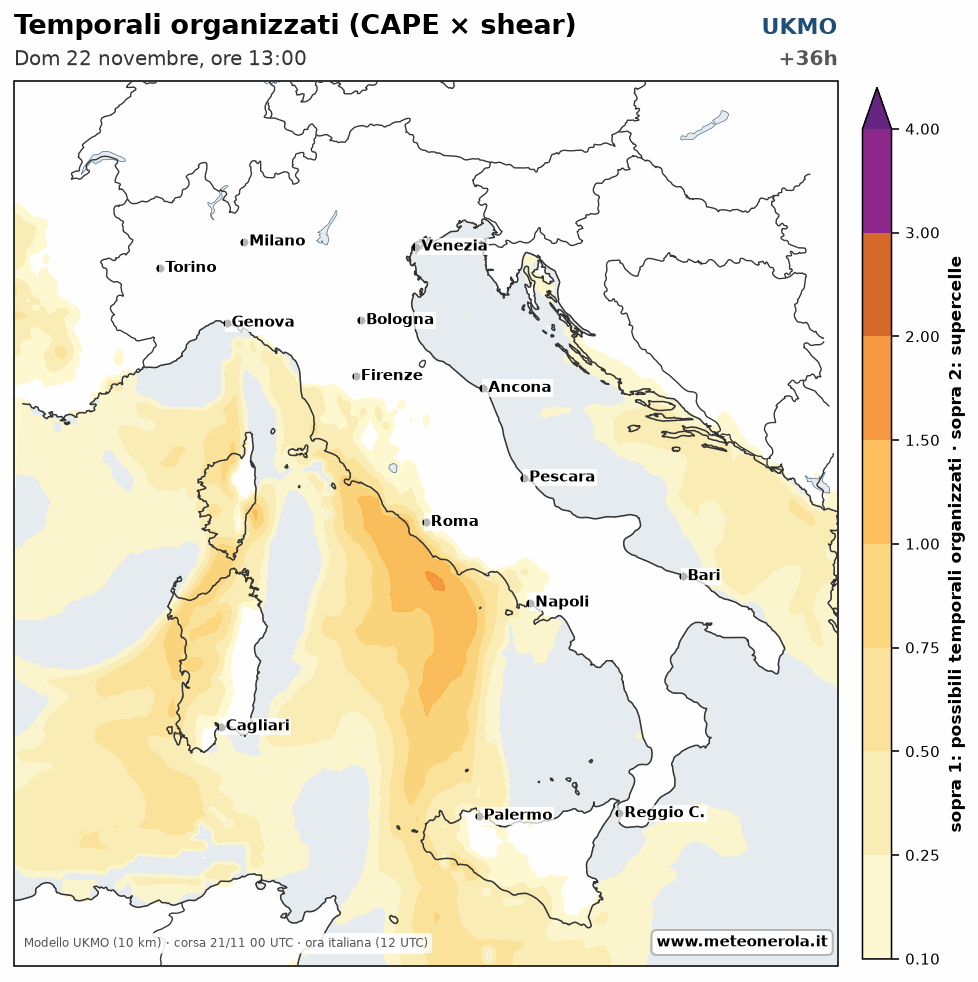 Temporali organizzati (CAPE × shear)
UKMO
Dom 22 novembre, ore 13:00
+36h
Milano
Venezia
Torino
Genova
Bologna
Firenze
Ancona
Pescara
Roma
Bari
Napoli
Cagliari
Palermo
Reggio C.
Modello UKMO (10 km) · corsa 21/11 00 UTC · ora italiana (12 UTC)
www.meteonerola.it
4.00
3.00
2.00
1.50
1.00
0.75
0.50
0.25
0.10
sopra 1: possibili temporali organizzati · sopra 2: supercelle